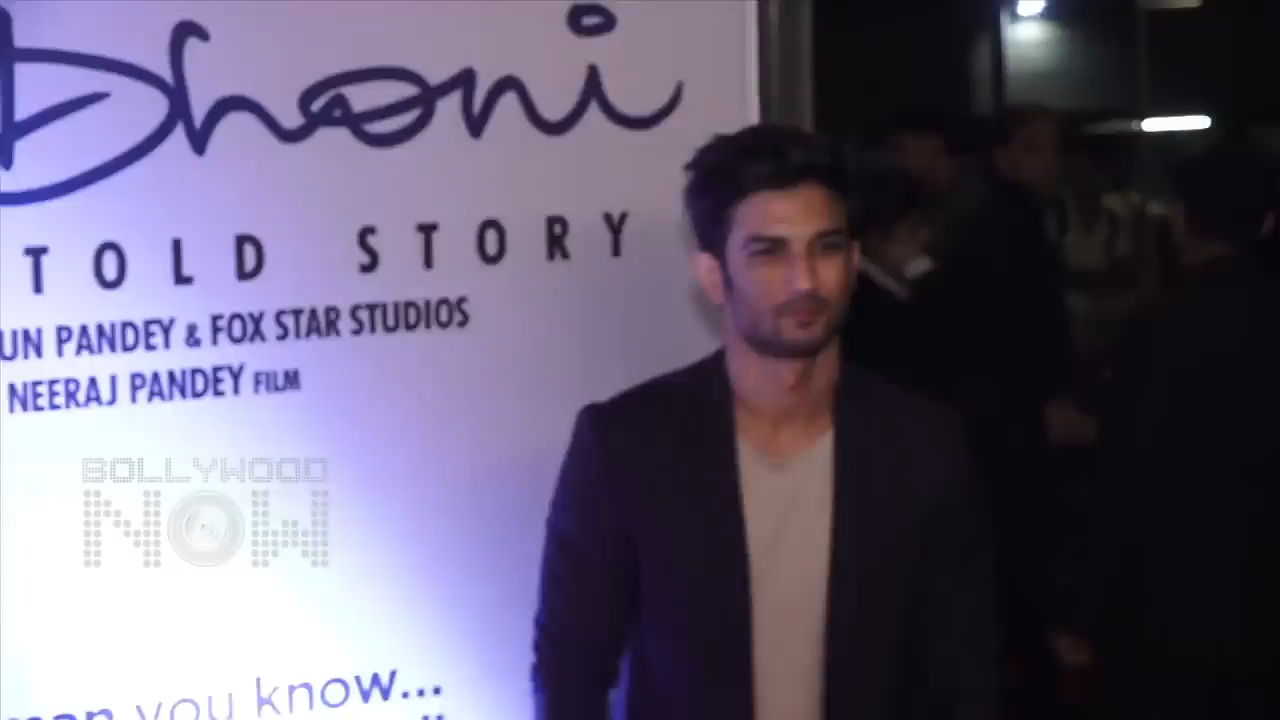 Dhoni
TOLD STORY
UN PANDEY & FOX STAR STUDIOS
NEERAJ PANDEY FILM
BOLLYWOOD
NOW
you know...